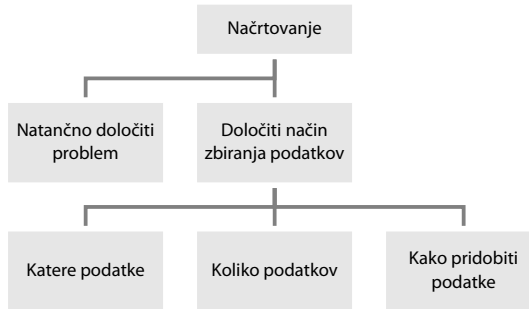 Načrtovanje
Natančno določiti
problem
Določiti način
zbiranja podatkov
Katere podatke
Koliko podatkov
Kako pridobiti
podatke